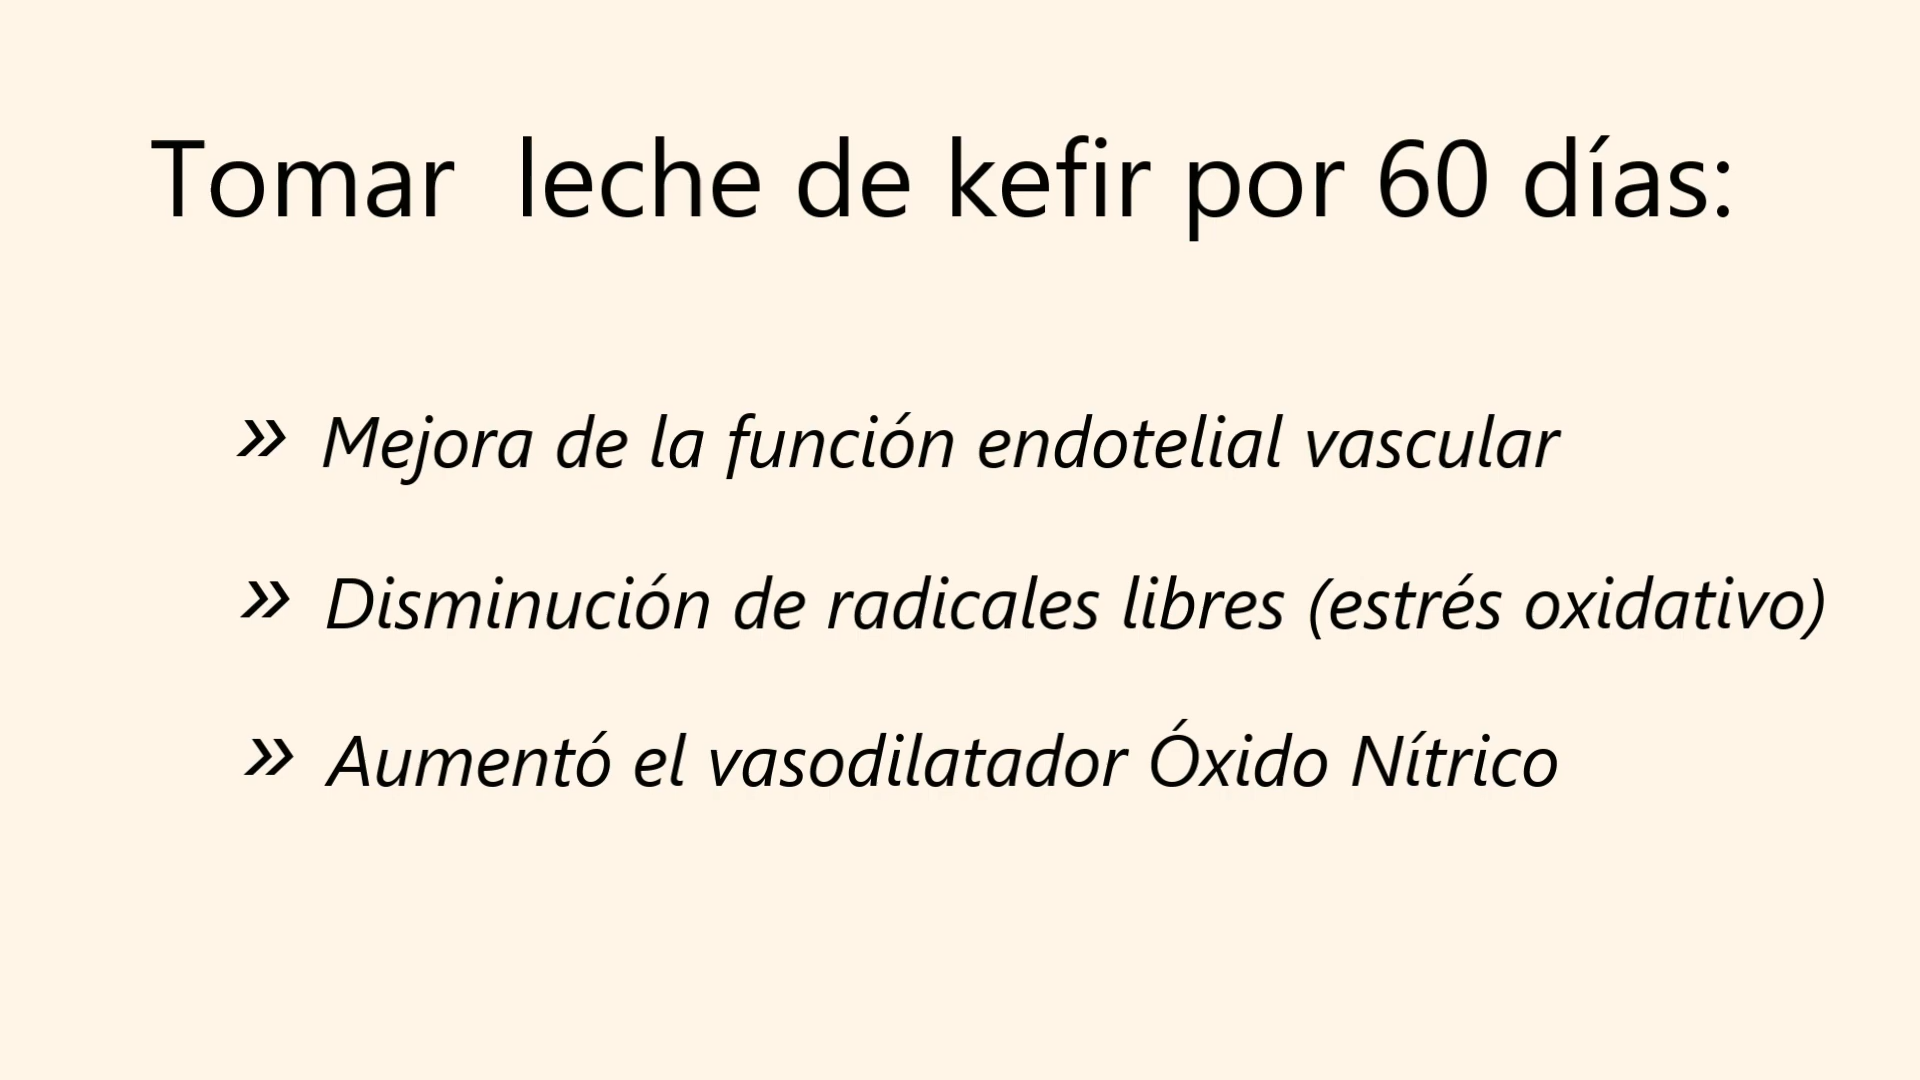 Tomar  leche de kefir por 60 días:
» Mejora de la función endotelial vascular
» Disminución de radicales libres (estrés oxidativo)
» Aumentó el vasodilatador Óxido Nítrico